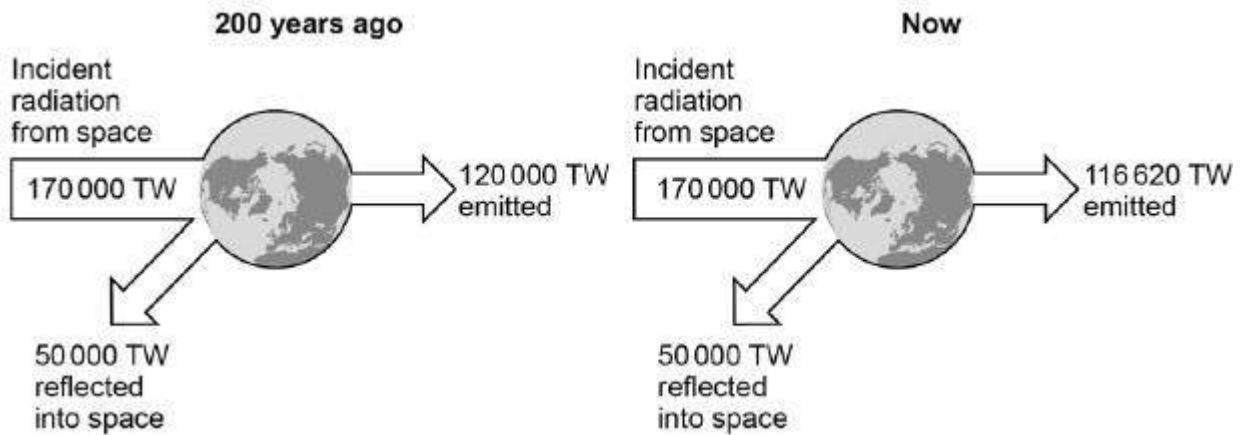 200 years ago
Incident
radiation
from space
170 000 TW
120 000 TW
emitted
50 000 TW
reflected
into space
Now
Incident
radiation
from space
170 000 TW
116 620 TW
emitted
50 000 TW
reflected
into space